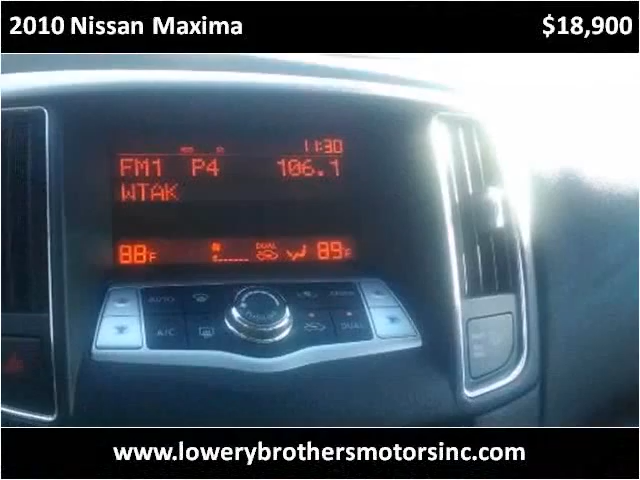 2010 Nissan Maxima $18,900
11:30
FM1 P4 106.1
WTAK
88F DUAL 89F
AUTO
A/C DUAL
www.lowerybrothersmotorsinc.com